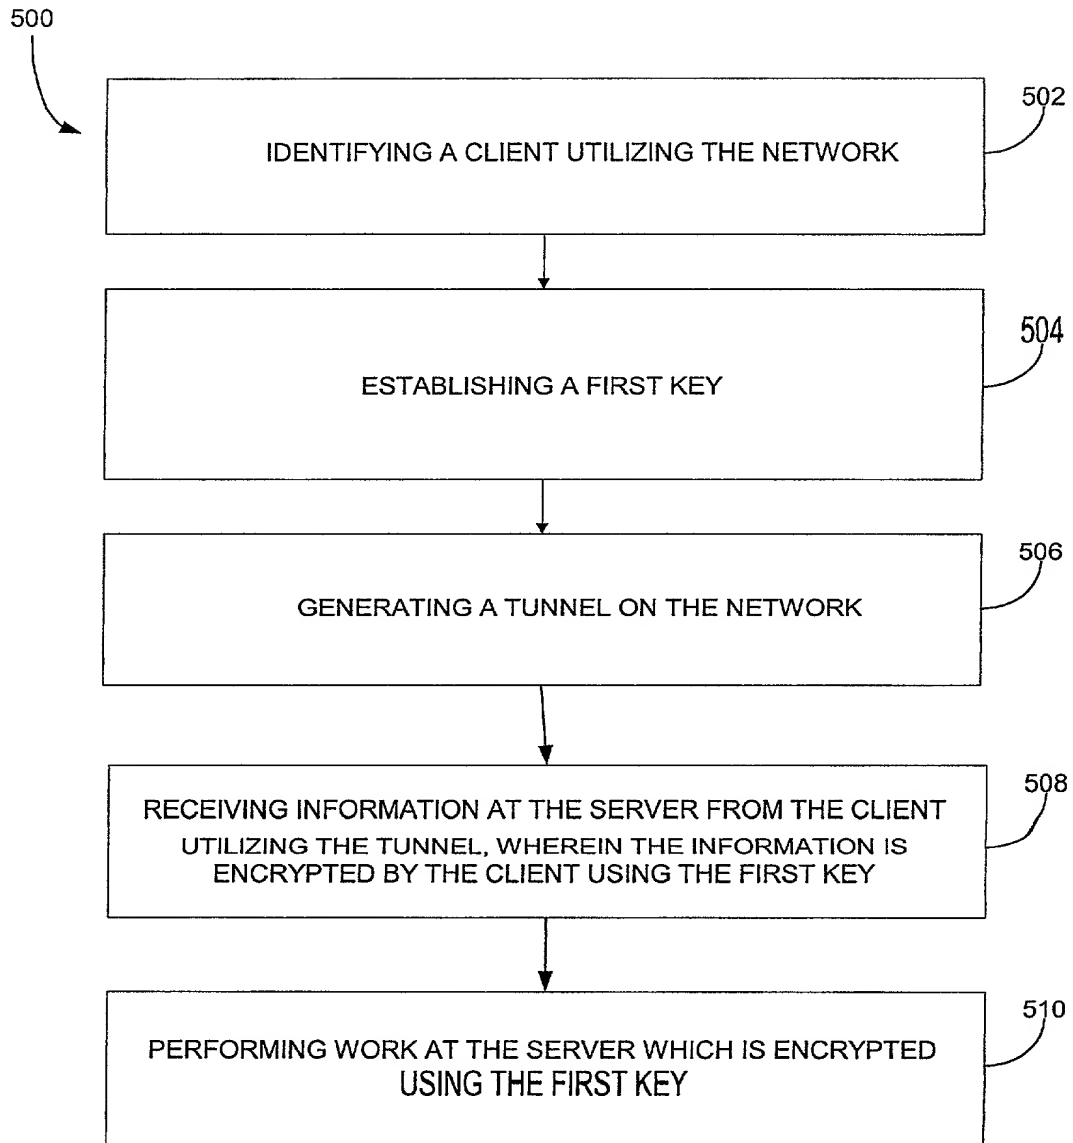 500
502
IDENTIFYING A CLIENT UTILIZING THE NETWORK
504
ESTABLISHING A FIRST KEY
506
GENERATING A TUNNEL ON THE NETWORK
508
RECEIVING INFORMATION AT THE SERVER FROM THE CLIENT
UTILIZING THE TUNNEL, WHEREIN THE INFORMATION IS
ENCRYPTED BY THE CLIENT USING THE FIRST KEY
510
PERFORMING WORK AT THE SERVER WHICH IS ENCRYPTED
USING THE FIRST KEY